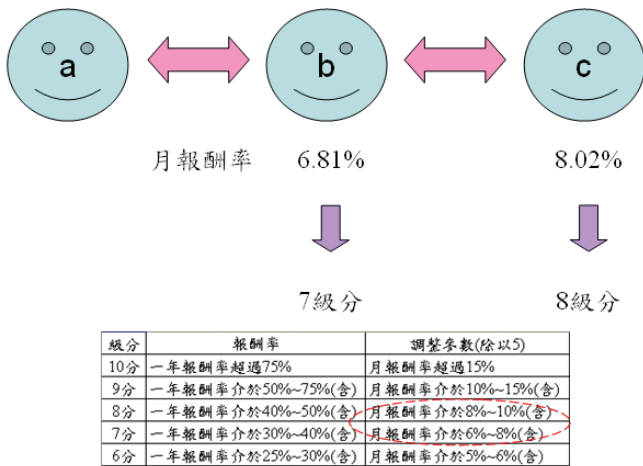 a b c
月報酬率 6.81% 8.02%
7級分 8級分
級分 報酬率 調整參數(除以5)
10分 一年報酬率超過75% 月報酬率超過15%
9分 一年報酬率介於50%~75%(含) 月報酬率介於10%~15%(含)
8分 一年報酬率介於40%~50%(含) 月報酬率介於8%~10%(含)
7分 一年報酬率介於30%~40%(含) 月報酬率介於6%~8%(含)
6分 一年報酬率介於25%~30%(含) 月報酬率介於5%~6%(含)